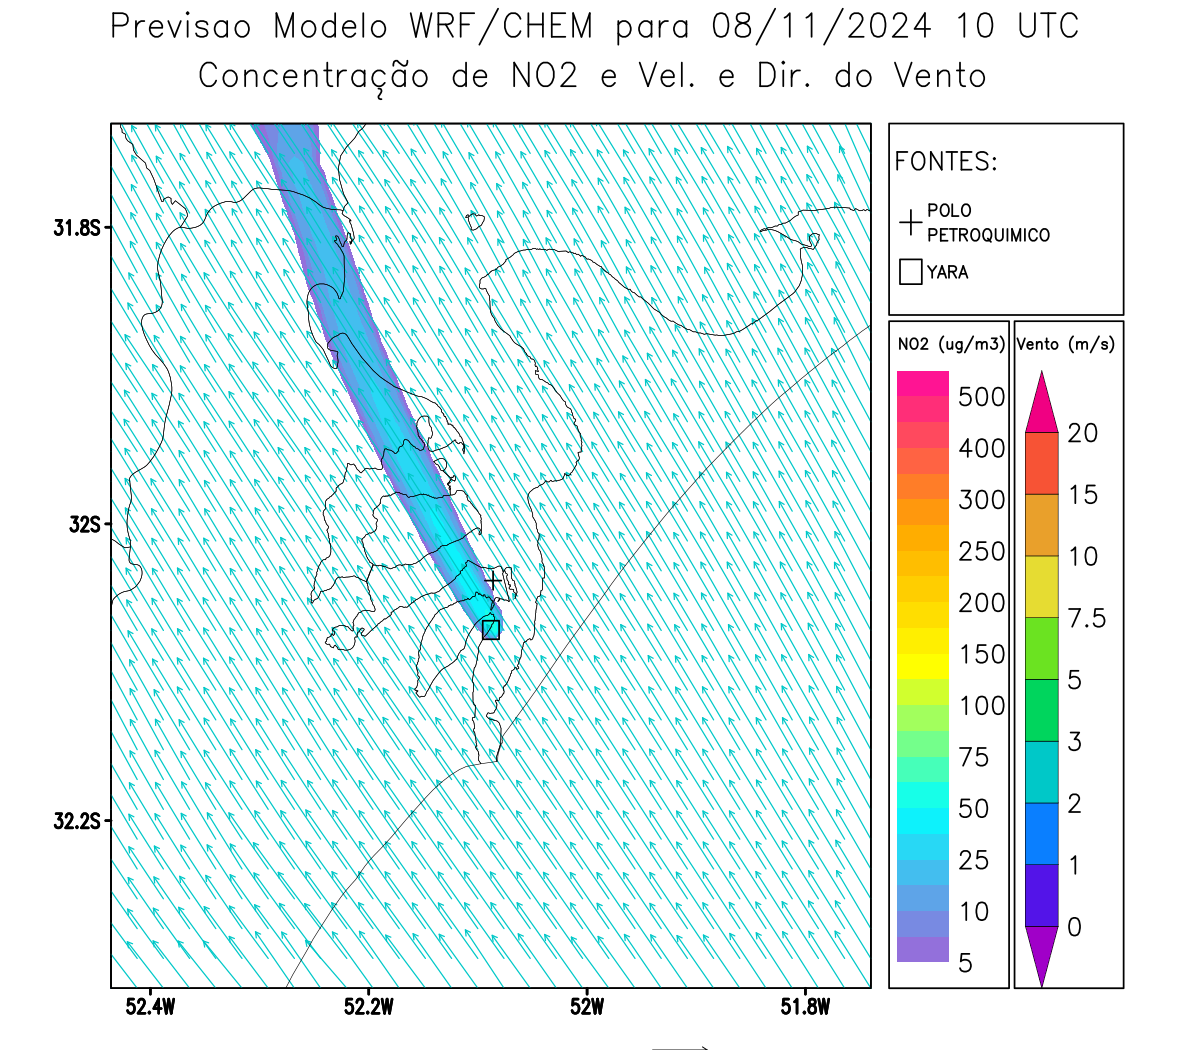 Previsao Modelo WRF/CHEM para 08/11/2024 10 UTC
Concentração de NO2 e Vel. e Dir. do Vento
FONTES:
POLO
PETROQUIMICO
YARA
NO2 (ug/m3)
500
400
300
250
200
150
100
75
50
25
10
5
Vento (m/s)
20
15
10
7.5
5
3
2
1
0
31.8S
32S
32.2S
52.4W
52.2W
52W
51.8W